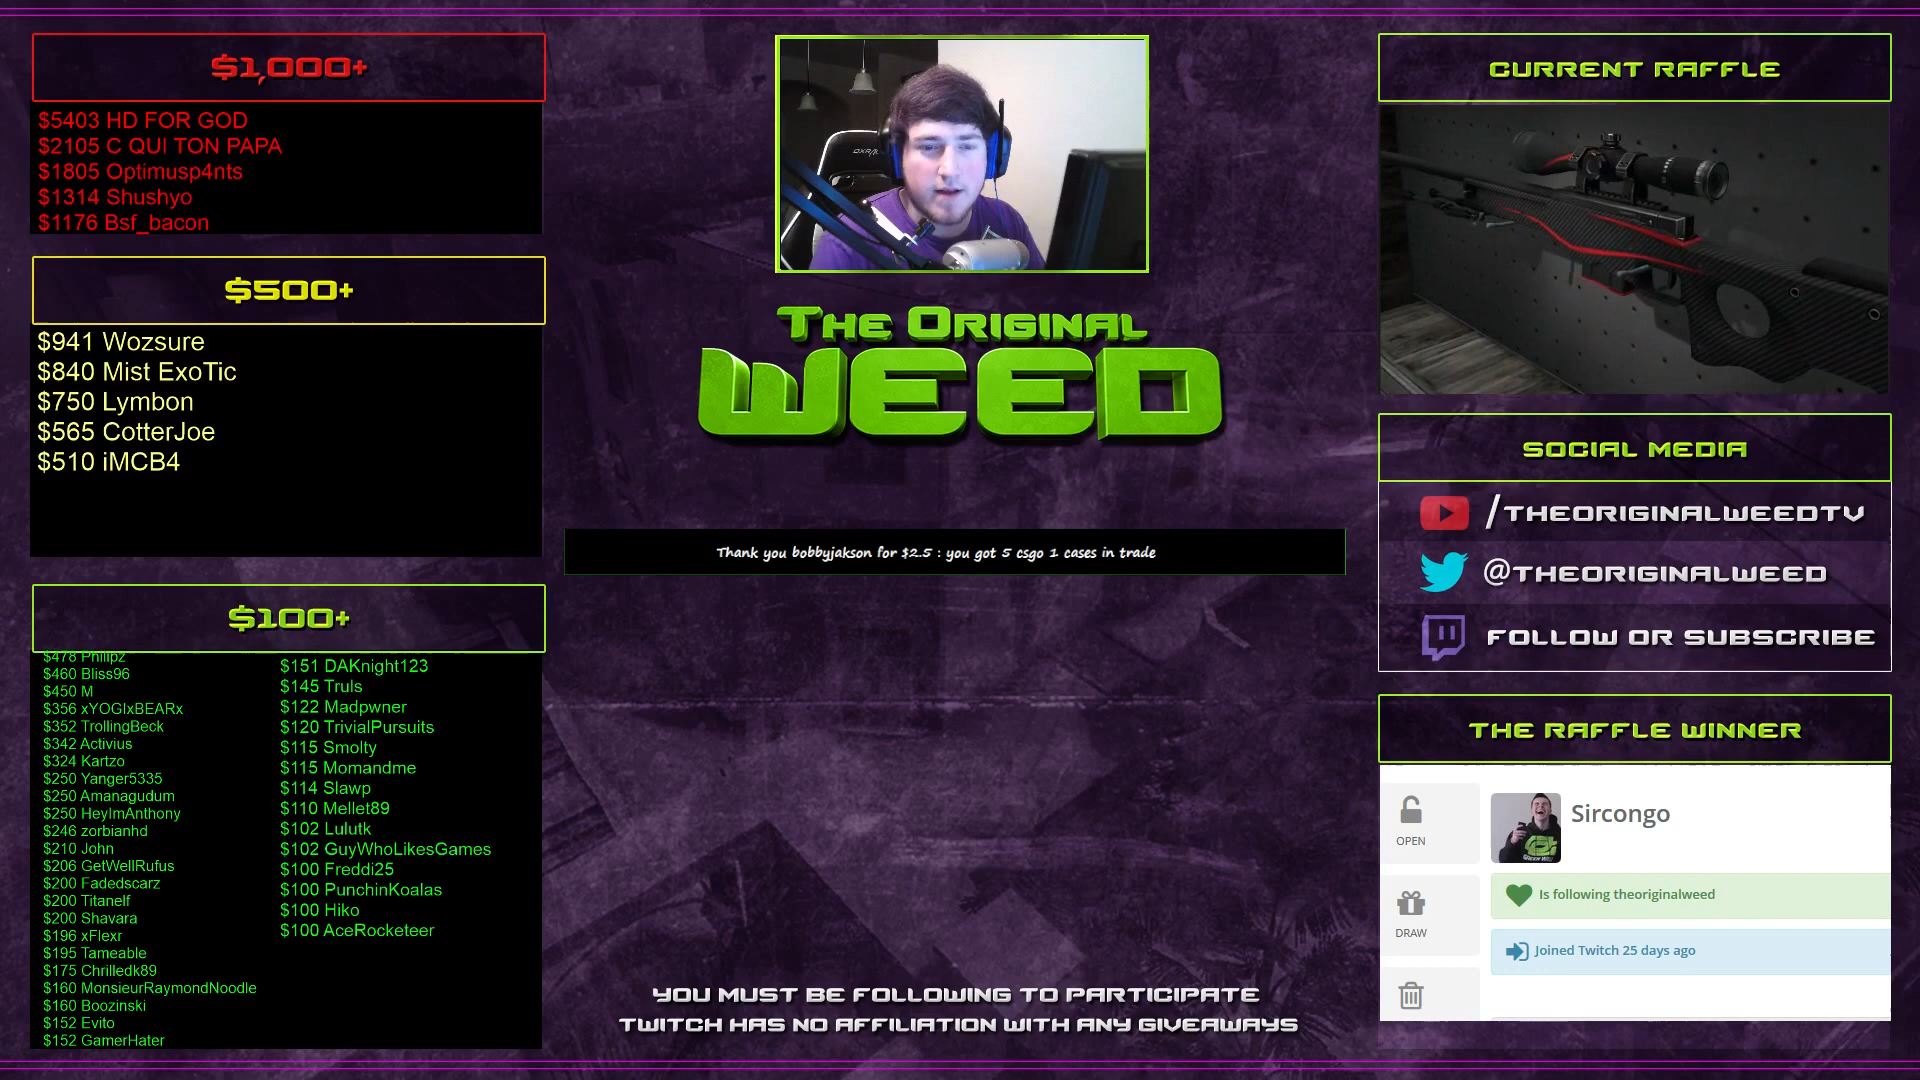 $1,000+
$5403 HD FOR GOD
$2105 C QUI TON PAPA
$1805 Optimusp4nts
$1314 Shushyo
$1176 Bsf_bacon
$500+
$941 Wozsure
$840 Mist ExoTic
$750 Lymbon
$565 CotterJoe
$510 iMCB4
$100+
$478 Philipz
$460 Bliss96
$450 M
$356 xYOGIxBEARx
$352 TrollingBeck
$342 Activius
$324 Kartzo
$250 Yanger5335
$250 Amanagudum
$250 HeyImAnthony
$246 zorbianhd
$210 John
$206 GetWellRufus
$200 Fadedscarz
$200 Titanelf
$200 Shavara
$196 xFlexr
$195 Tameable
$175 Chrilledk89
$160 MonsieurRaymondNoodle
$160 Boozinski
$152 Evito
$152 GamerHater
$151 DAKnight123
$145 Truls
$122 Madpwner
$120 TrivialPursuits
$115 Smolty
$115 Momandme
$114 Slawp
$110 Mellet89
$102 Lulutk
$102 GuyWhoLikesGames
$100 Freddi25
$100 PunchinKoalas
$100 Hiko
$100 AceRocketeer
THE ORIGINAL
WEED
Thank you bobbyjakson for $2.5 : you got 5 csgo 1 cases in trade
YOU MUST BE FOLLOWING TO PARTICIPATE
TWITCH HAS NO AFFILIATION WITH ANY GIVEAWAYS
CURRENT RAFFLE
SOCIAL MEDIA
/THEORIGINALWEEDTV
@THEORIGINALWEED
FOLLOW OR SUBSCRIBE
THE RAFFLE WINNER
OPEN
DRAW
Sircongo
Is following theoriginalweed
Joined Twitch 25 days ago